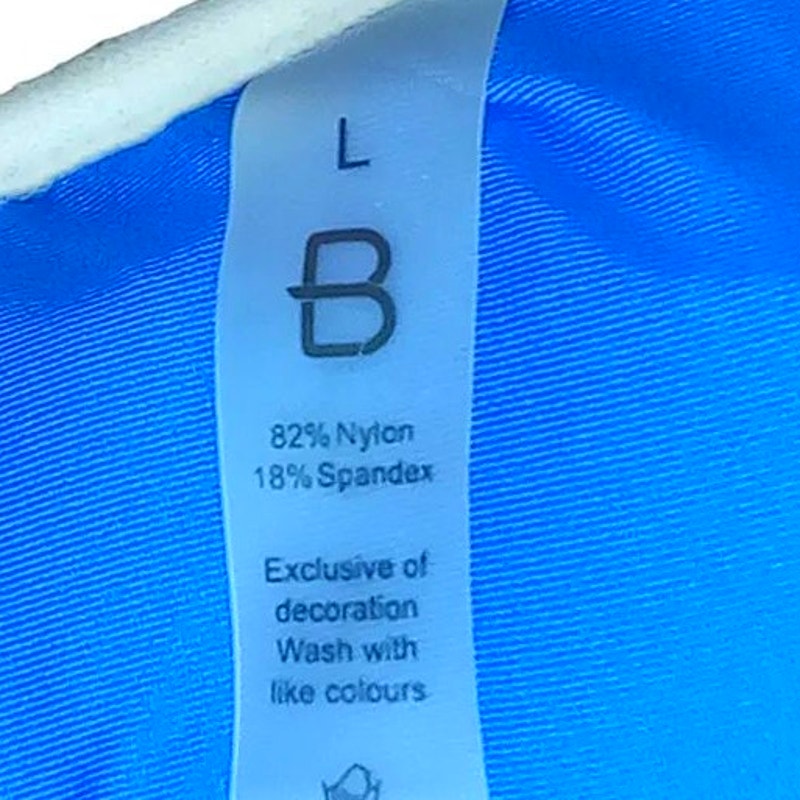 L
B
82% Nylon
18% Spandex
Exclusive of
decoration
Wash with
like colours